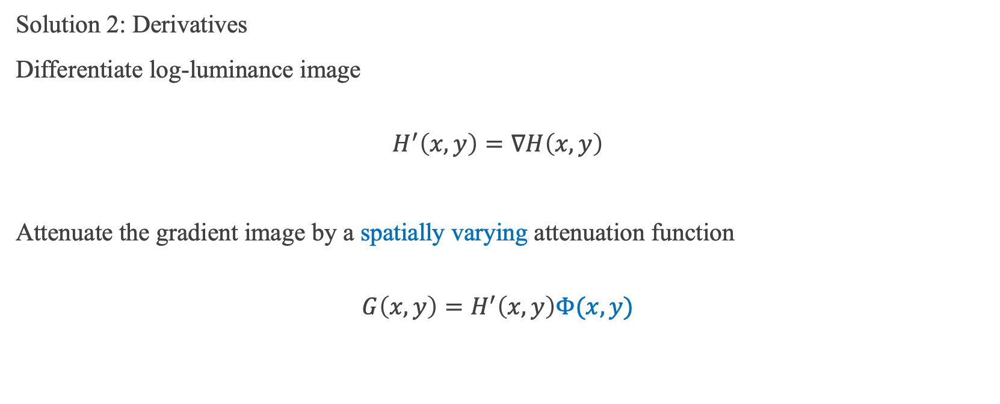 Solution 2: Derivatives
Differentiate log-luminance image
H′(x, y) = ∇H(x, y)
Attenuate the gradient image by a spatially varying attenuation function
G(x, y) = H′(x, y)Φ(x, y)